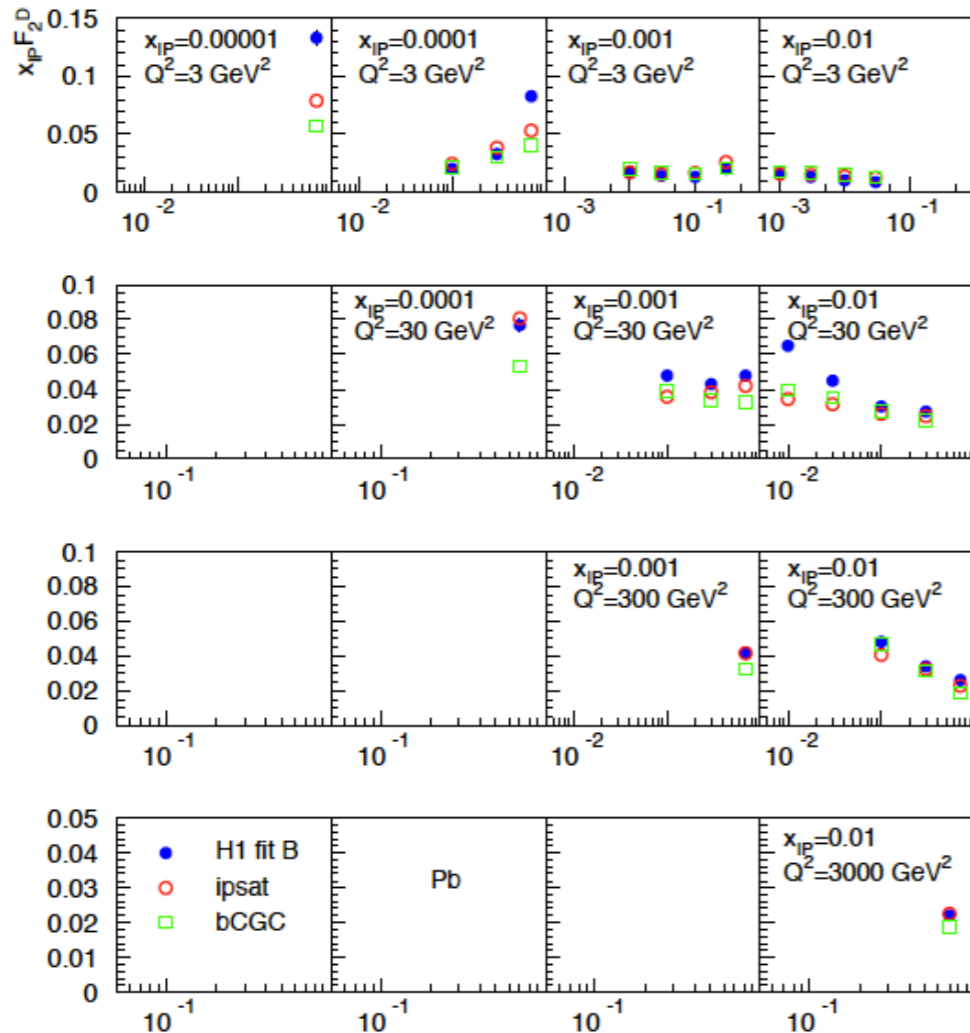 x_IP F_2^D
0.15
0.1
0.05
0
x_IP=0.00001
Q^2=3 GeV^2
x_IP=0.0001
Q^2=3 GeV^2
x_IP=0.001
Q^2=3 GeV^2
x_IP=0.01
Q^2=3 GeV^2
10^-2 10^-2 10^-3 10^-1 10^-3 10^-1
0.1
0.08
0.06
0.04
0.02
0
x_IP=0.0001
Q^2=30 GeV^2
x_IP=0.001
Q^2=30 GeV^2
x_IP=0.01
Q^2=30 GeV^2
10^-1 10^-1 10^-2 10^-2
0.1
0.08
0.06
0.04
0.02
0
x_IP=0.001
Q^2=300 GeV^2
x_IP=0.01
Q^2=300 GeV^2
10^-1 10^-1 10^-2 10^-2
0.05
0.04
0.03
0.02
0.01
0
H1 fit B
ipsat
bCGC
Pb
x_IP=0.01
Q^2=3000 GeV^2
10^-1 10^-1 10^-1 10^-1